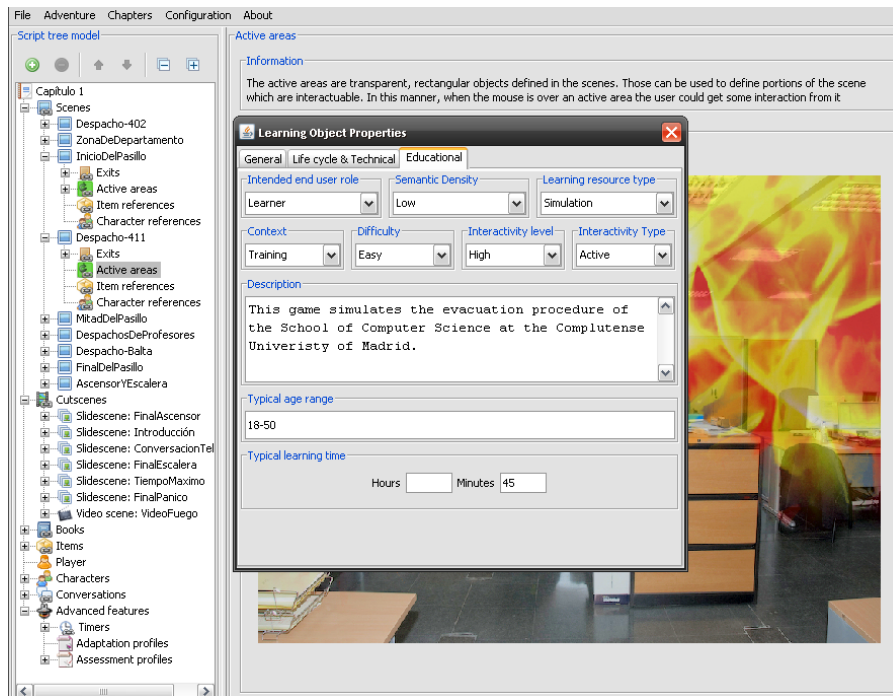 File Adventure Chapters Configuration About
Script tree model
Capítulo 1
Scenes
Despacho-402
ZonaDeDepartamento
InicioDelPasillo
Exits
Active areas
Item references
Character references
Despacho-411
Exits
Active areas
Item references
Character references
MitadDelPasillo
DespachosDeProfesores
Despacho-Balta
FinalDelPasillo
AscensorYEscalera
Cutscenes
Slidescene: FinalAscensor
Slidescene: Introducción
Slidescene: ConversacionTel
Slidescene: FinalEscalera
Slidescene: TiempoMaximo
Slidescene: FinalPanico
Video scene: VideoFuego
Books
Items
Player
Characters
Conversations
Advanced features
Timers
Adaptation profiles
Assessment profiles
Active areas
Information
The active areas are transparent, rectangular objects defined in the scenes. Those can be used to define portions of the scene
which are interactuable. In this manner, when the mouse is over an active area the user could get some interaction from it
Learning Object Properties
General Life cycle & Technical Educational
Intended end user role Semantic Density Learning resource type
Learner Low Simulation
Context Difficulty Interactivity level Interactivity Type
Training Easy High Active
Description
This game simulates the evacuation procedure of
the School of Computer Science at the Complutense
Univeristy of Madrid.
Typical age range
18-50
Typical learning time
Hours Minutes 45